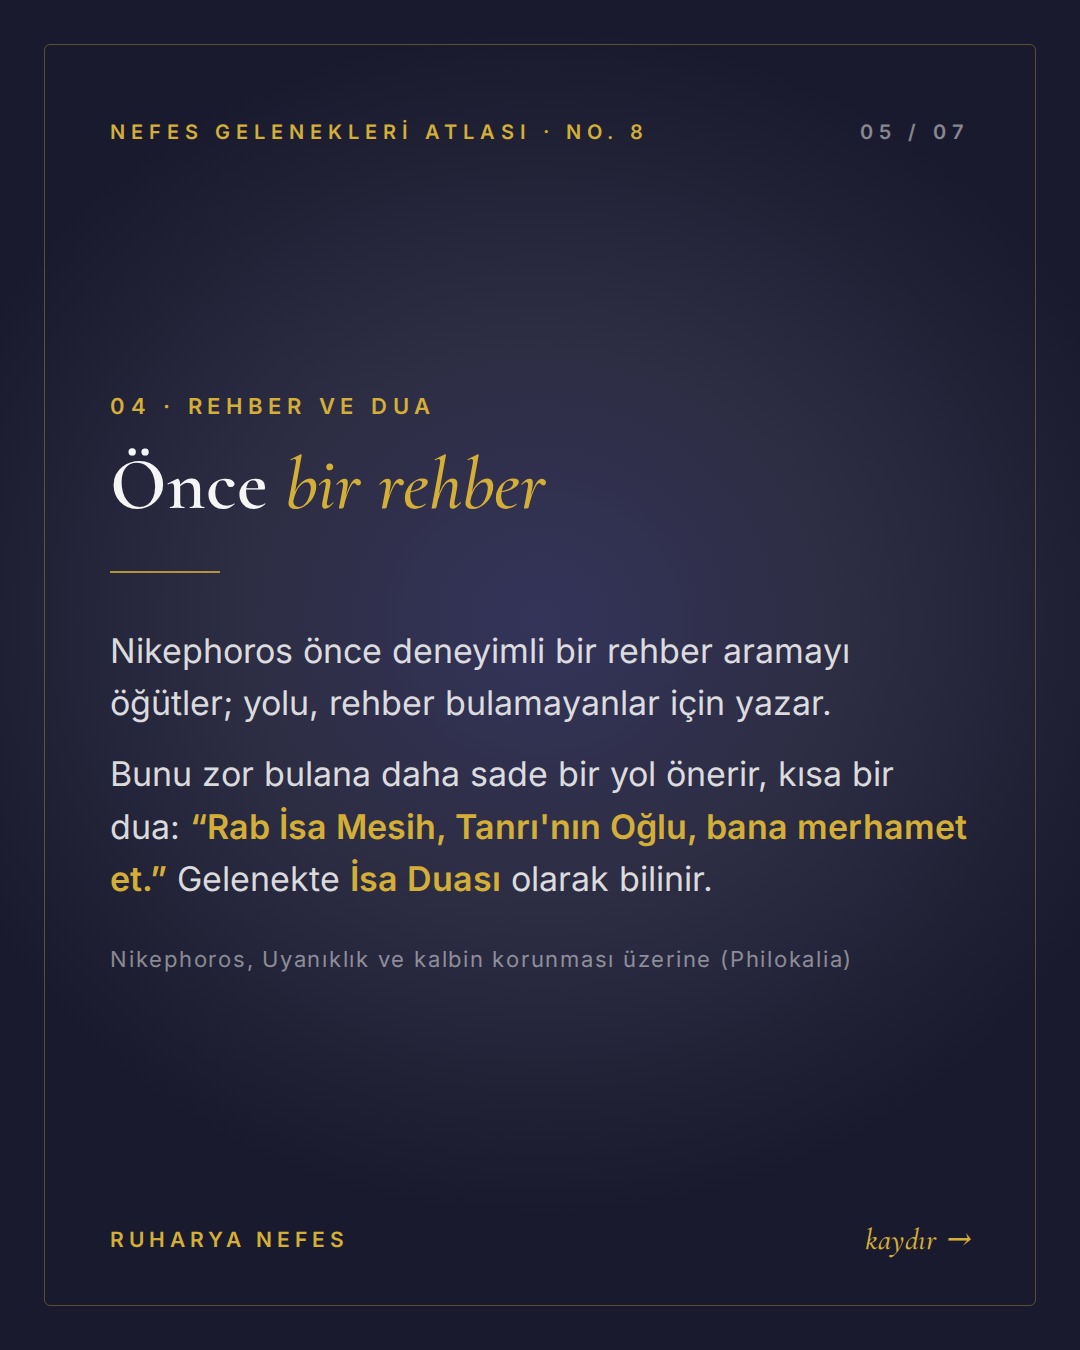 NEFES GELENEKLERİ ATLASI · NO. 8
05 / 07
04 · REHBER VE DUA
Önce bir rehber
Nikephoros önce deneyimli bir rehber aramayı
öğütler; yolu, rehber bulamayanlar için yazar.
Bunu zor bulana daha sade bir yol önerir, kısa bir
dua: “Rab İsa Mesih, Tanrı'nın Oğlu, bana merhamet
et.” Gelenekte İsa Duası olarak bilinir.
Nikephoros, Uyanıklık ve kalbin korunması üzerine (Philokalia)
RUHARYA NEFES
kaydır →